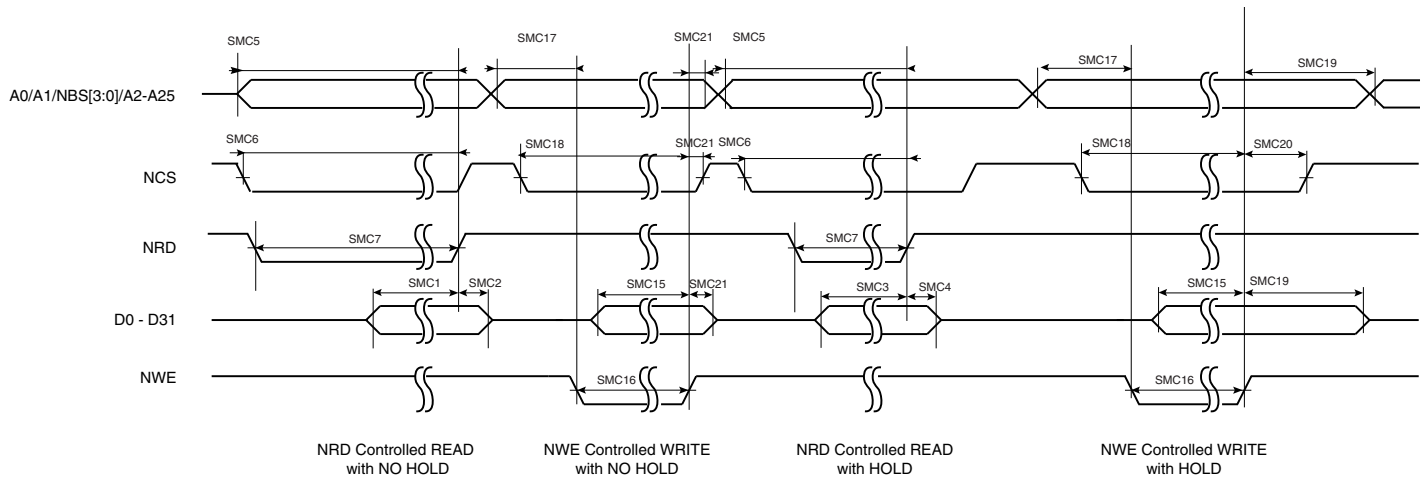 SMC5
SMC17
SMC21
SMC5
SMC17
SMC19
A0/A1/NBS[3:0]/A2-A25
SMC6
SMC18
SMC21
SMC6
SMC18
SMC20
NCS
NRD
SMC7
SMC7
SMC1
SMC2
SMC15
SMC21
SMC3
SMC4
SMC15
SMC19
D0 - D31
NWE
SMC16
SMC16
NRD Controlled READ
with NO HOLD
NWE Controlled WRITE
with NO HOLD
NRD Controlled READ
with HOLD
NWE Controlled WRITE
with HOLD